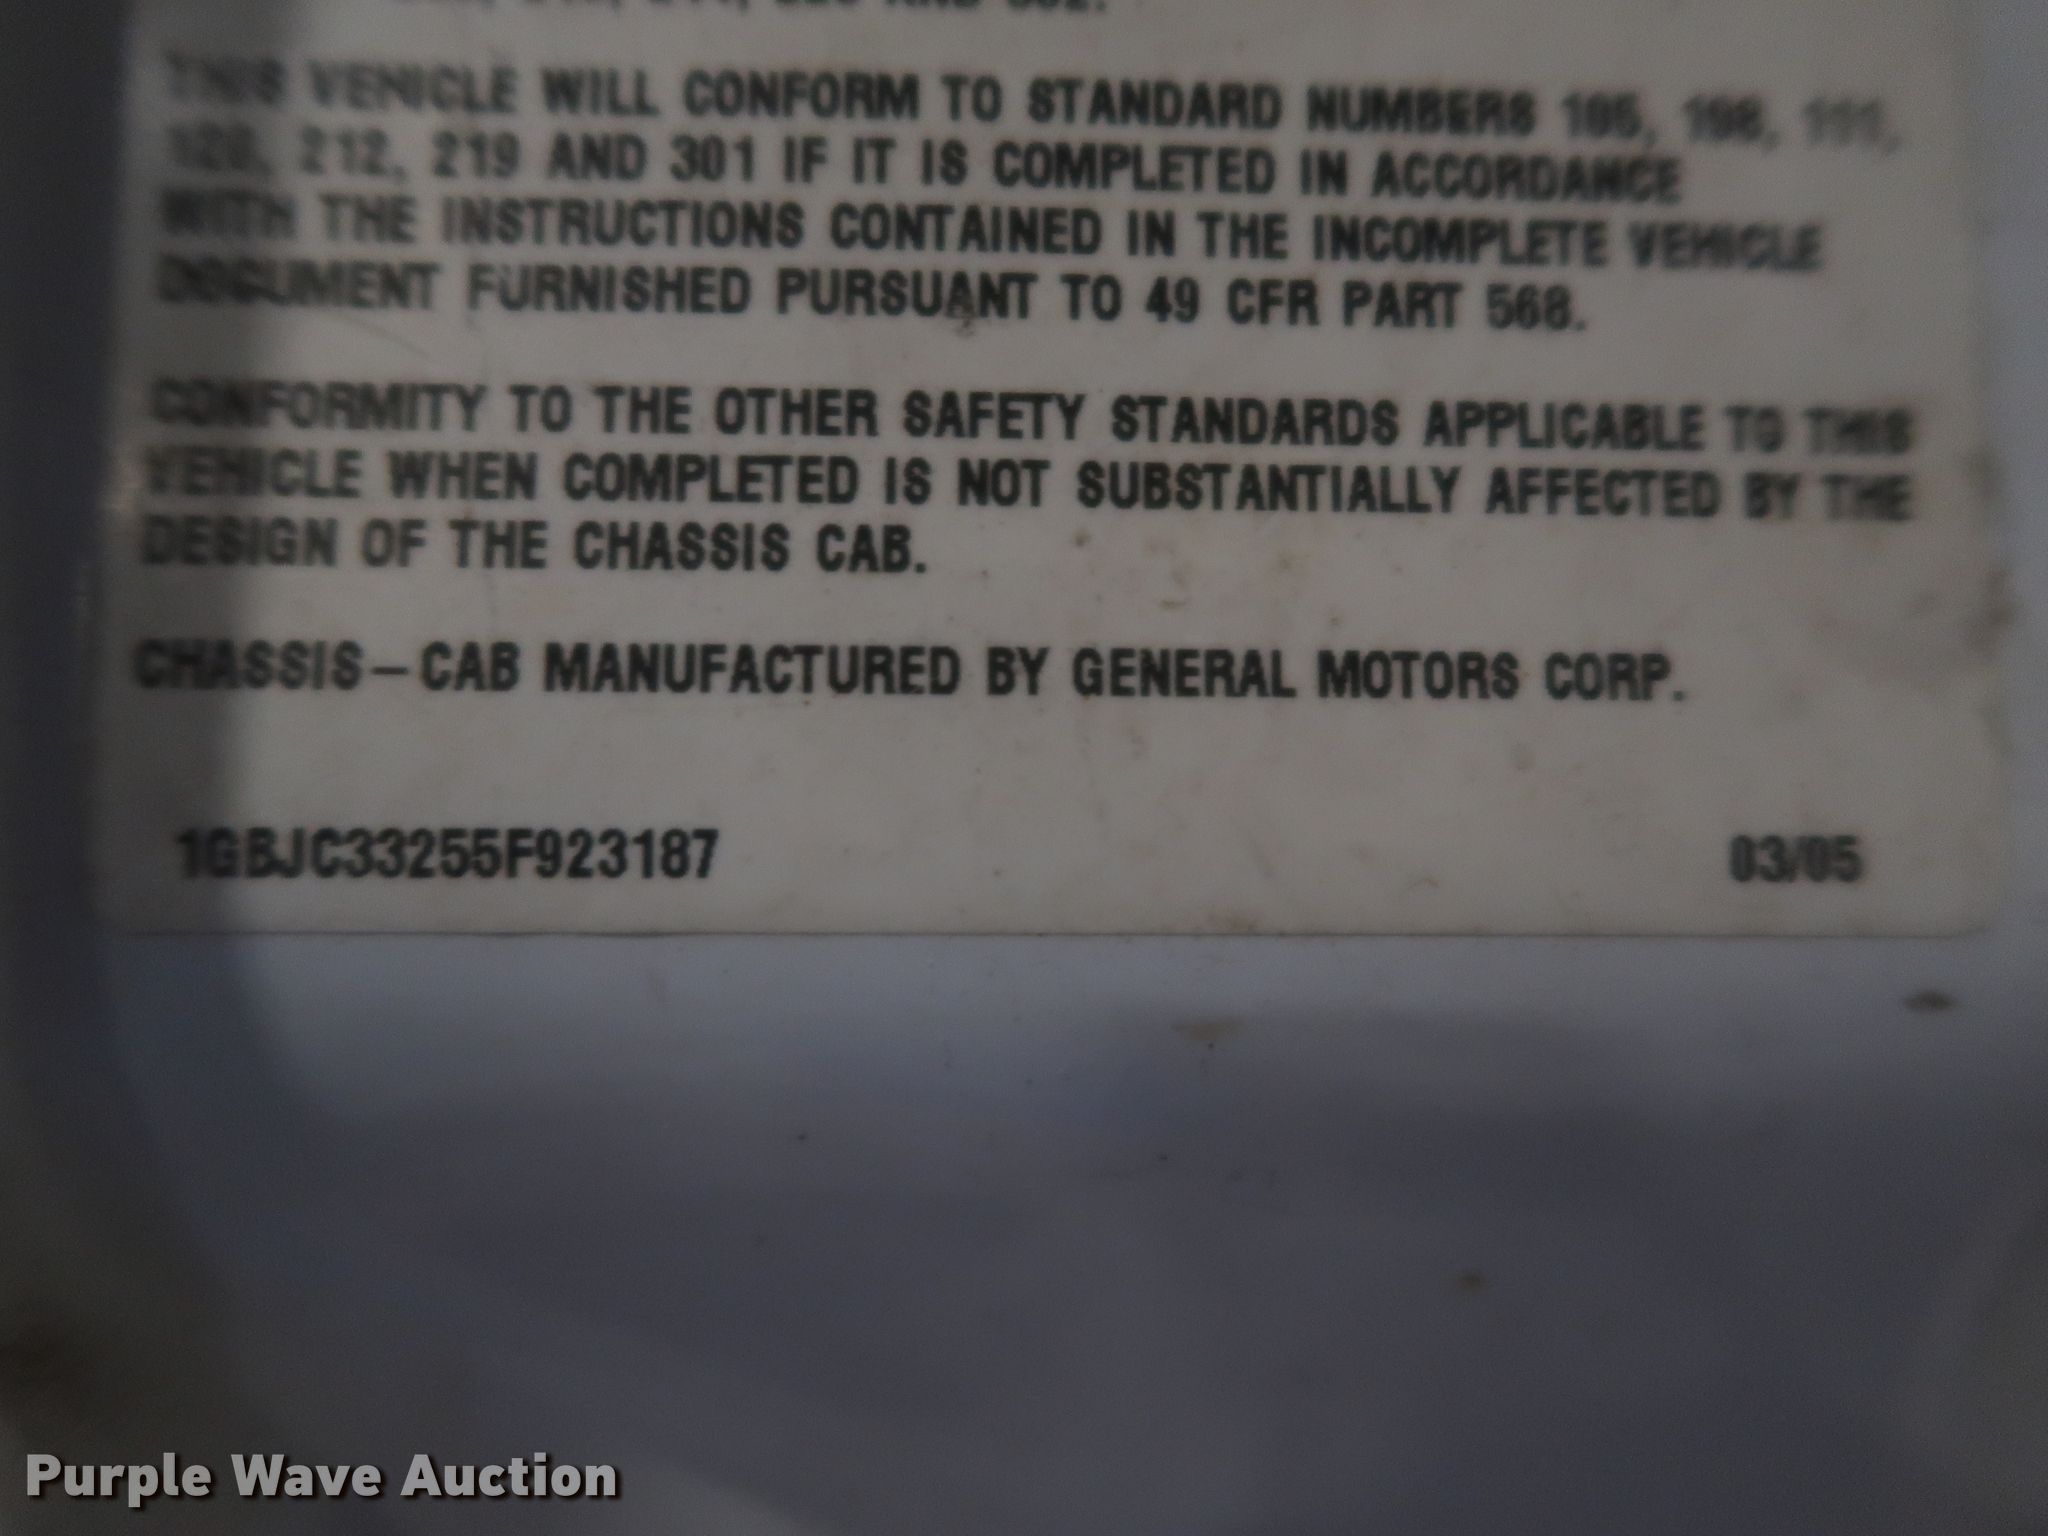 THIS VEHICLE WILL CONFORM TO STANDARD NUMBERS 105, 108, 111,
120, 212, 219 AND 301 IF IT IS COMPLETED IN ACCORDANCE
WITH THE INSTRUCTIONS CONTAINED IN THE INCOMPLETE VEHICLE
DOCUMENT FURNISHED PURSUANT TO 49 CFR PART 568.
CONFORMITY TO THE OTHER SAFETY STANDARDS APPLICABLE TO THIS
VEHICLE WHEN COMPLETED IS NOT SUBSTANTIALLY AFFECTED BY THE
DESIGN OF THE CHASSIS CAB.
CHASSIS-CAB MANUFACTURED BY GENERAL MOTORS CORP.
1GBJC33255F923187 03/05
Purple Wave Auction